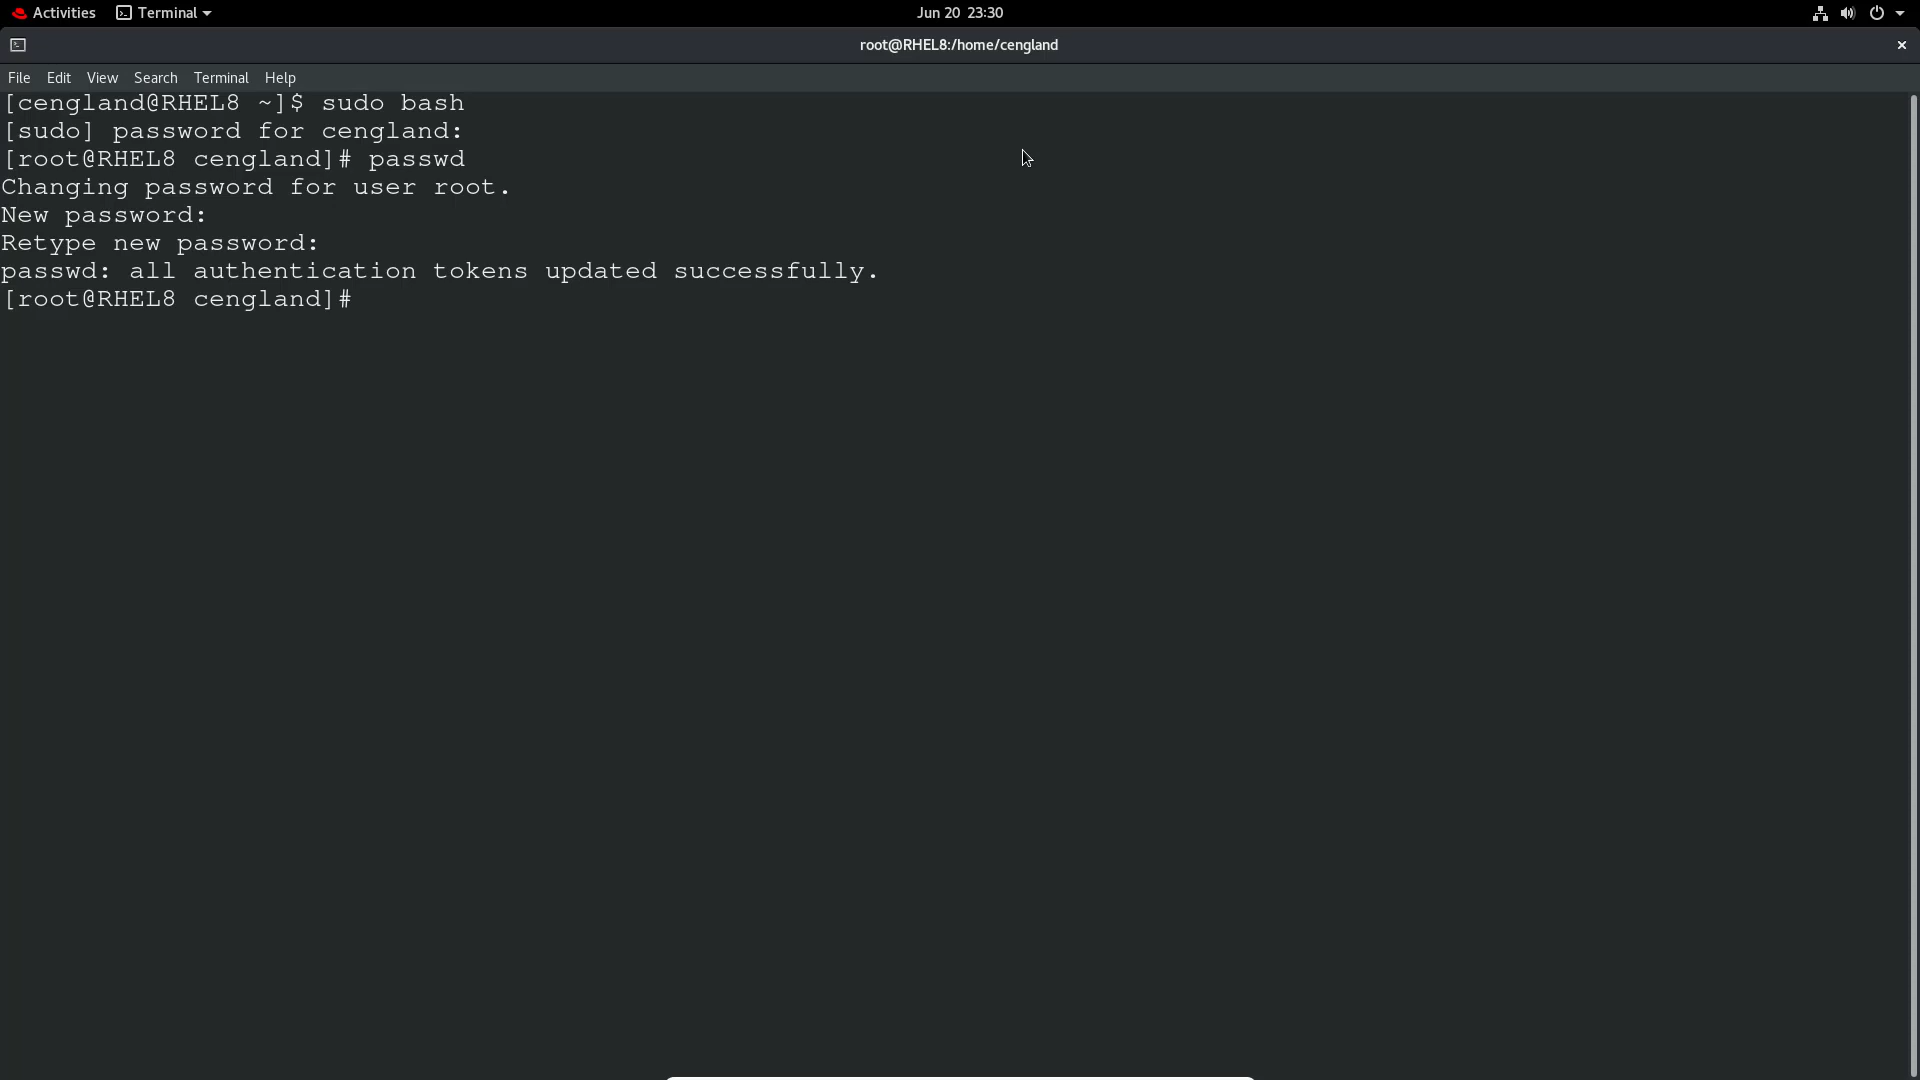 Activities Terminal Jun 20 23:30
root@RHEL8:/home/cengland
File Edit View Search Terminal Help
[cengland@RHEL8 ~]$ sudo bash
[sudo] password for cengland:
[root@RHEL8 cengland]# passwd
Changing password for user root.
New password:
Retype new password:
passwd: all authentication tokens updated successfully.
[root@RHEL8 cengland]#